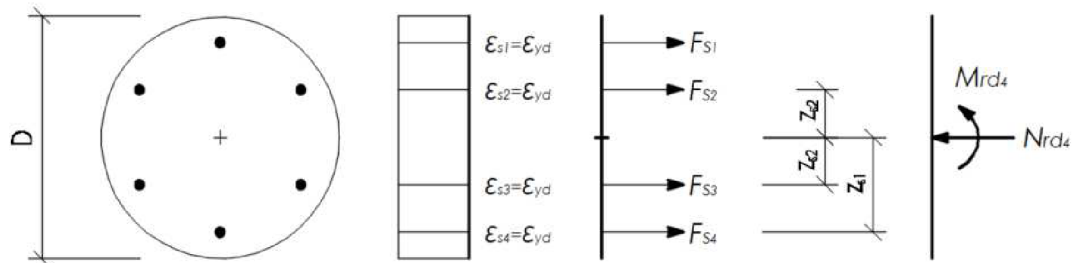 D
εs1=εyd
εs2=εyd
εs3=εyd
εs4=εyd
FS1
FS2
FS3
FS4
zs2
zs2
zs1
Mrd4
Nrd4